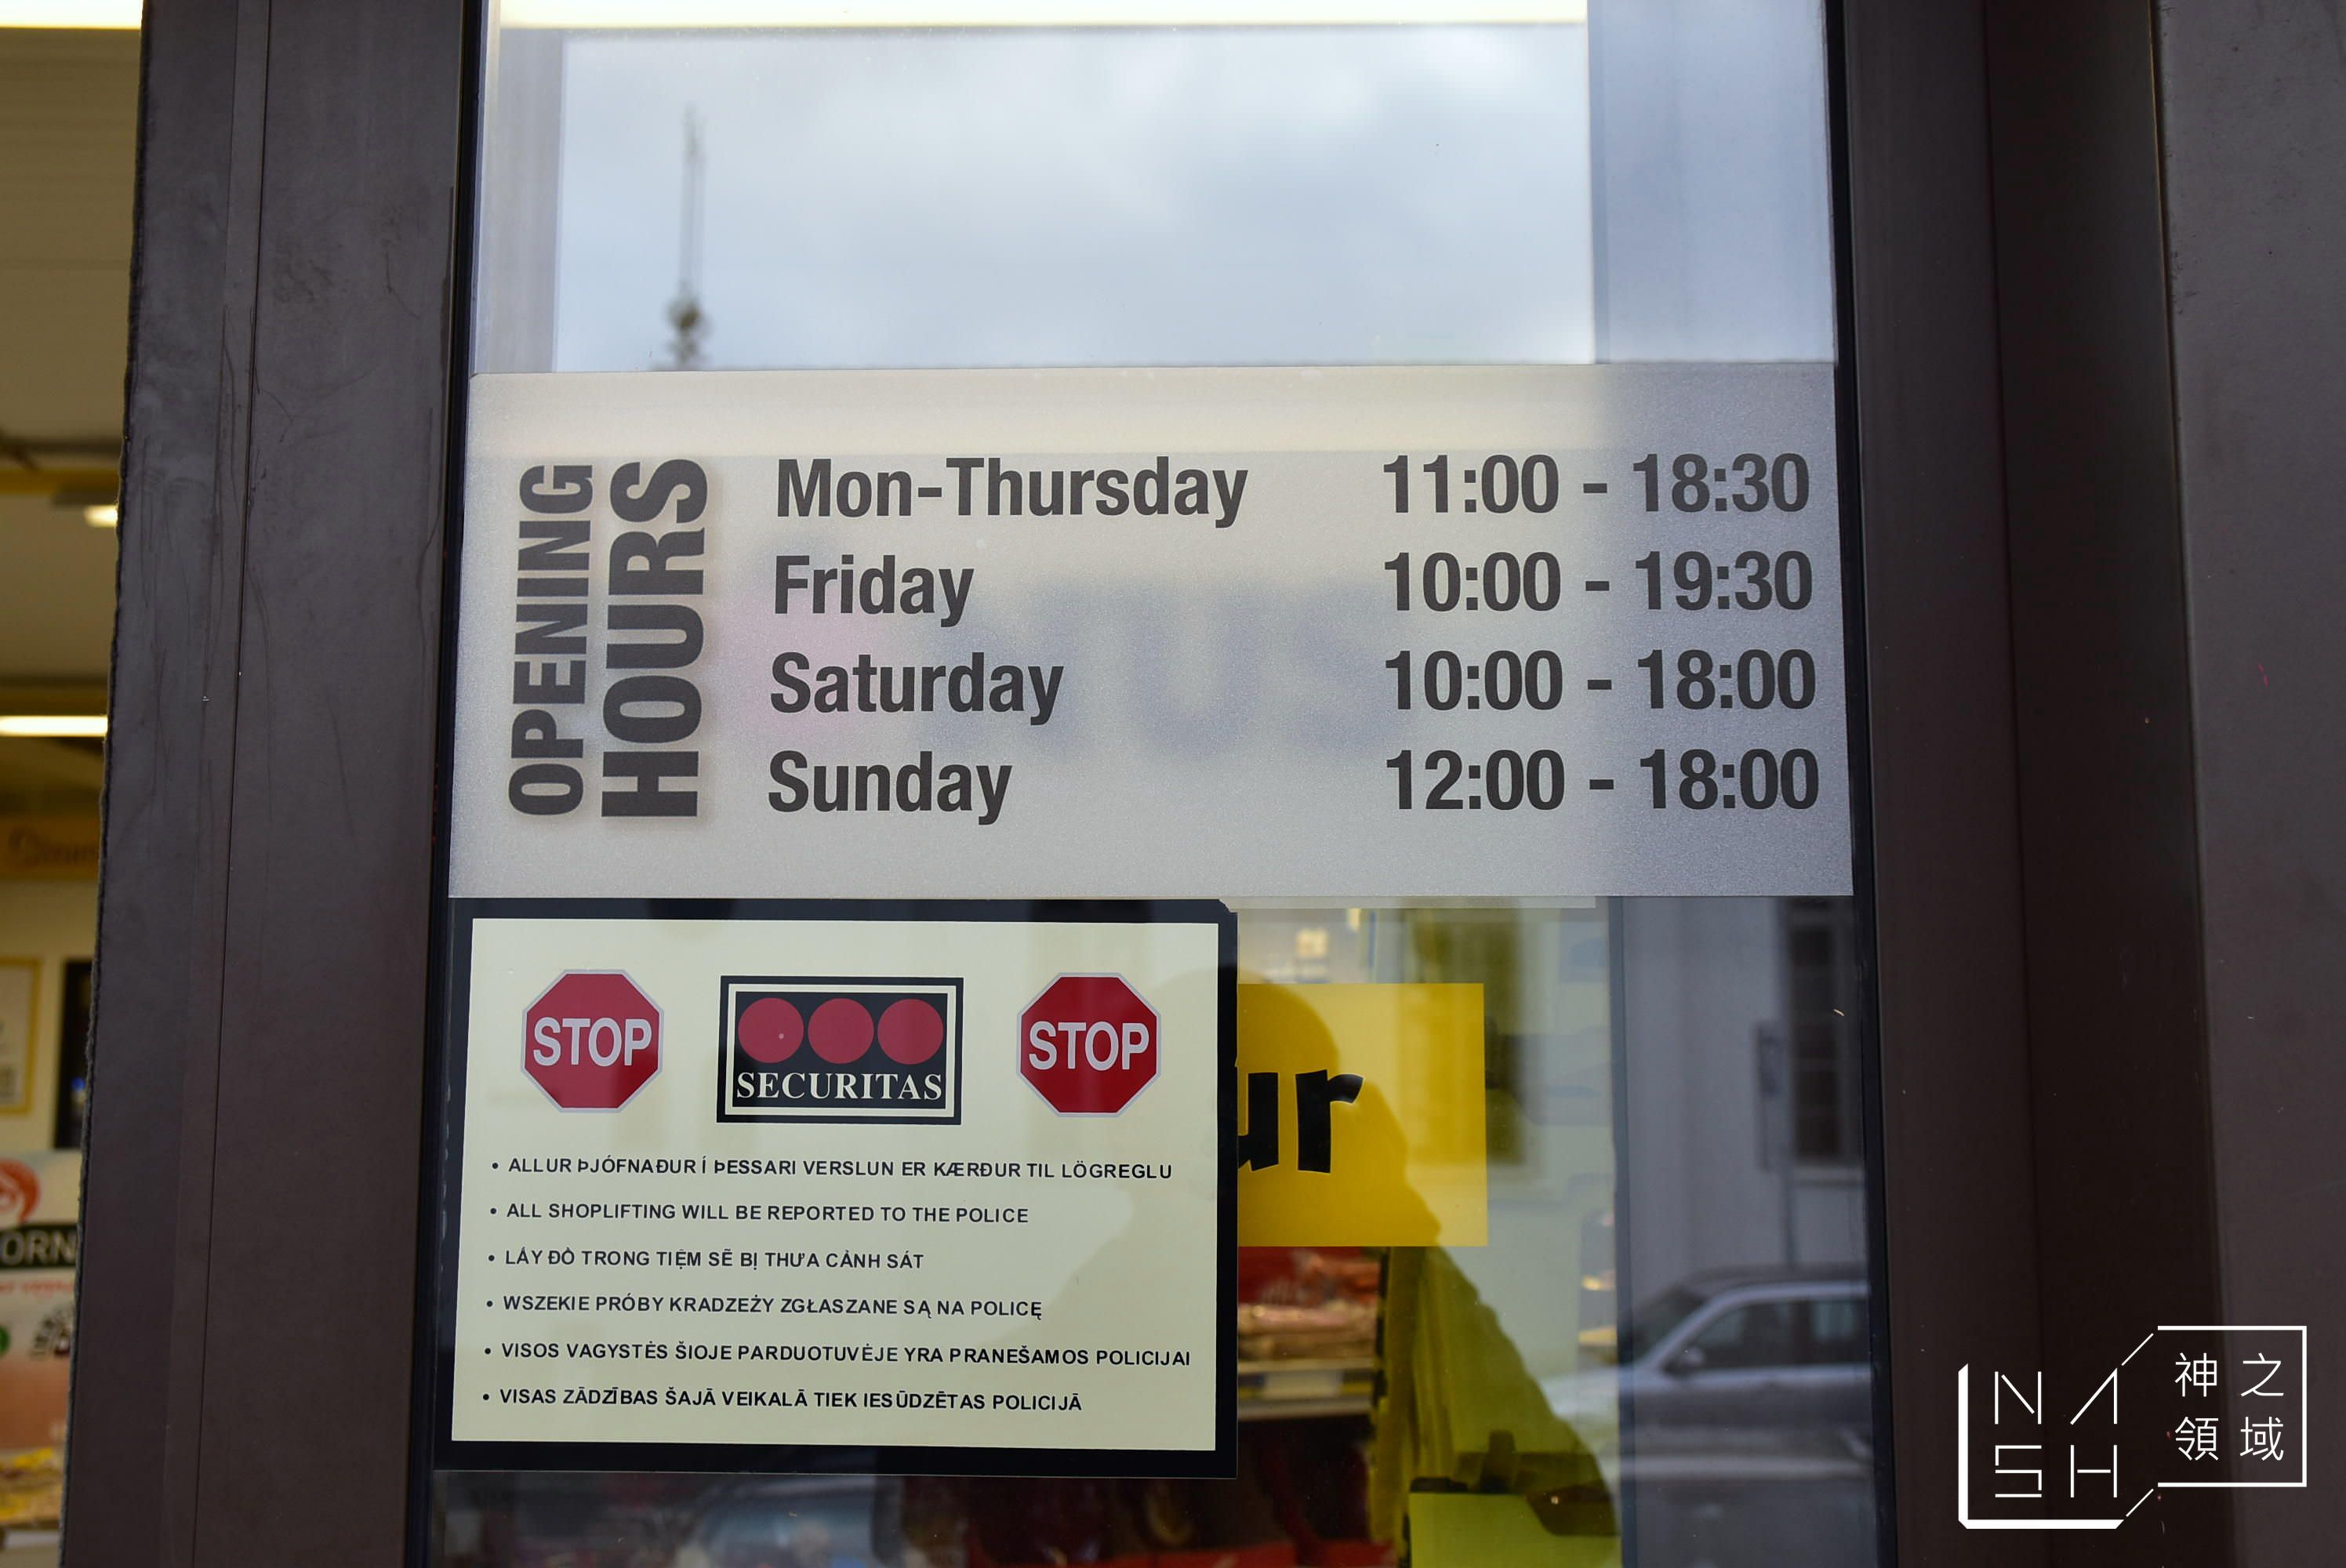 OPENING
HOURS
Mon-Thursday 11:00 - 18:30
Friday 10:00 - 19:30
Saturday 10:00 - 18:00
Sunday 12:00 - 18:00
STOP
SECURITAS
STOP
• ALLUR ÞJÓFNAÐUR Í ÞESSARI VERSLUN ER KÆRÐUR TIL LÖGREGLU
• ALL SHOPLIFTING WILL BE REPORTED TO THE POLICE
• LẤY ĐỒ TRONG TIỆM SẼ BỊ THƯA CẢNH SÁT
• WSZEKIE PRÓBY KRADZEŻY ZGŁASZANE SĄ NA POLICĘ
• VISOS VAGYSTĖS ŠIOJE PARDUOTUVĖJE YRA PRANEŠAMOS POLICIJAI
• VISAS ZĀDZĪBAS ŠAJĀ VEIKALĀ TIEK IESŪDZĒTAS POLICIJĀ
ur
NASH
神之
領域